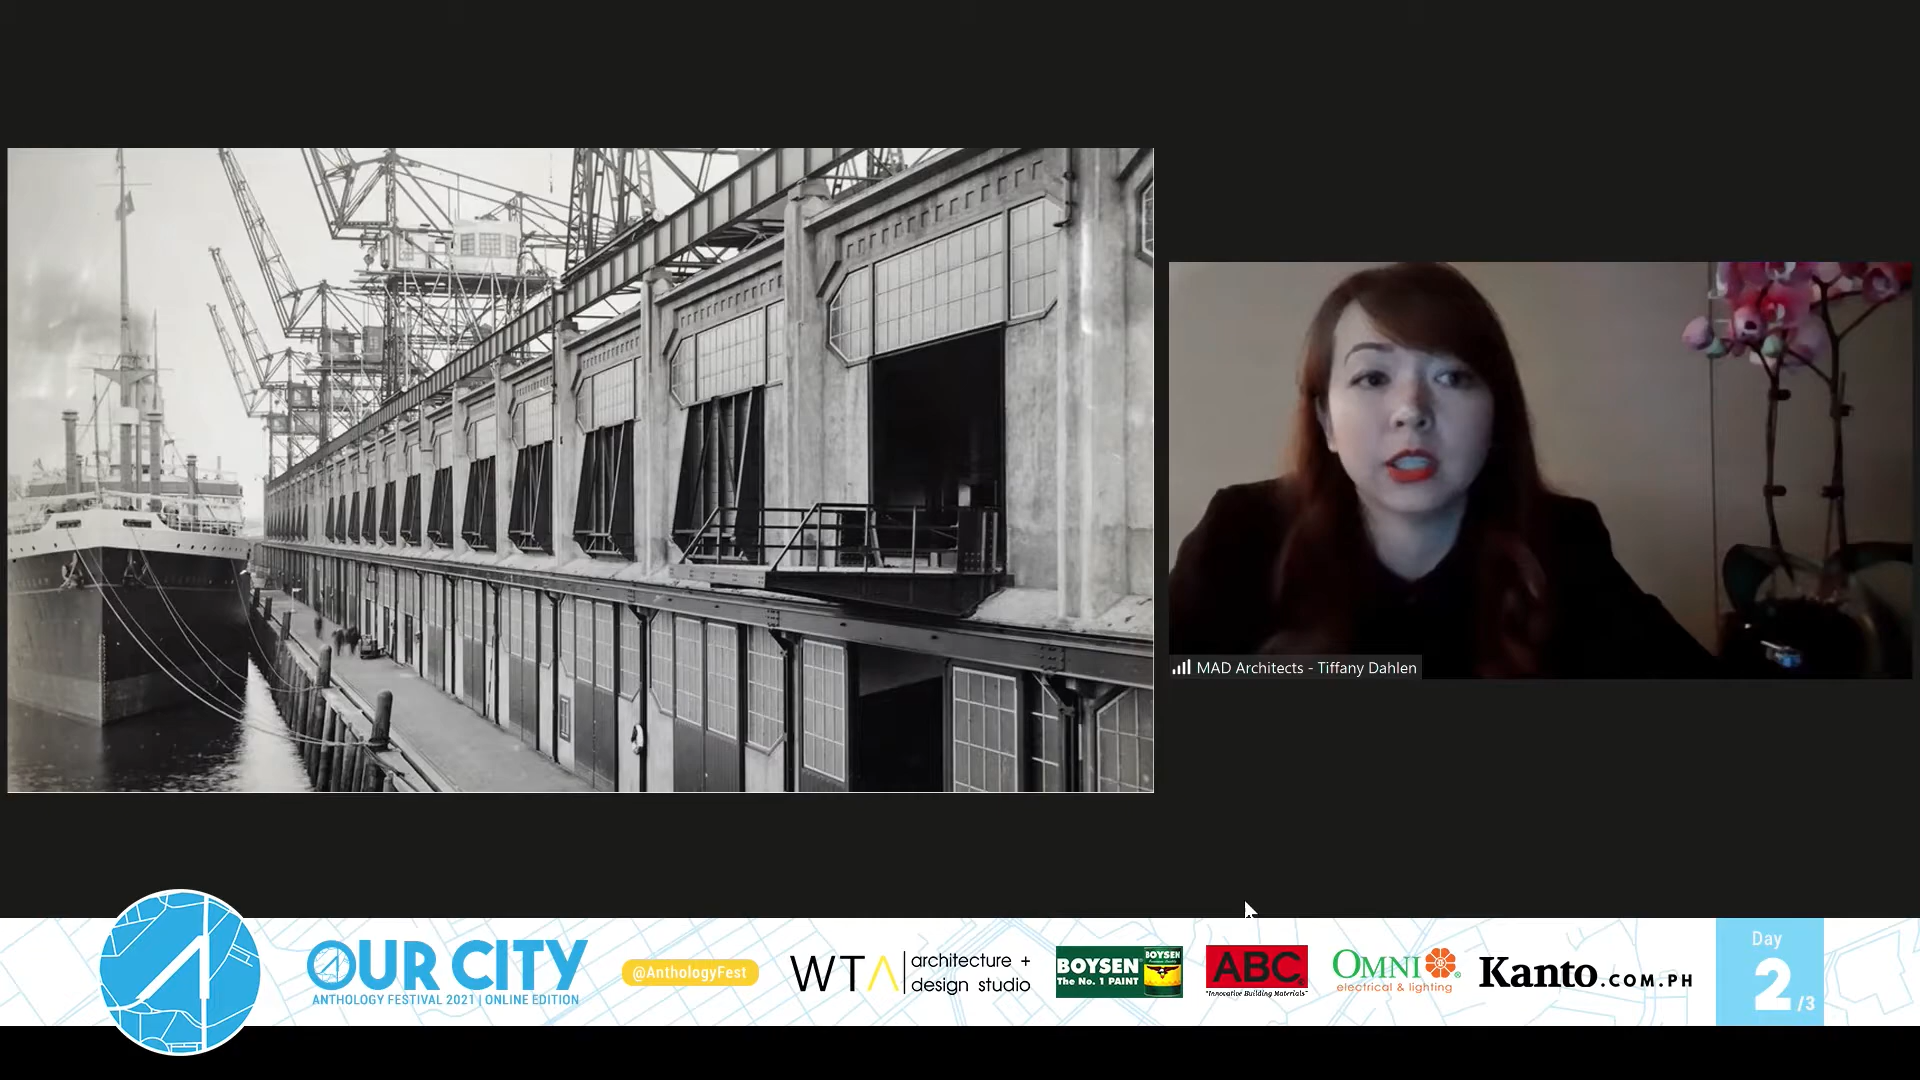 MAD Architects - Tiffany Dahlen
OUR CITY
ANTHOLOGY FESTIVAL 2021 | ONLINE EDITION
@AnthologyFest
WTA architecture +
design studio
BOYSEN
The No. 1 PAINT
BOYSEN
ABC
"Innovative Building Materials"
OMNI
electrical & lighting
Kanto.COM.PH
Day
2/3